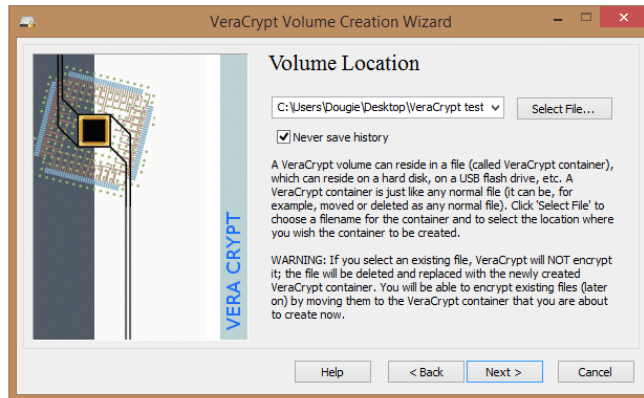 VeraCrypt Volume Creation Wizard
Volume Location
C:\Users\Dougie\Desktop\VeraCrypt test
Select File...
Never save history
A VeraCrypt volume can reside in a file (called VeraCrypt container),
which can reside on a hard disk, on a USB flash drive, etc. A
VeraCrypt container is just like any normal file (it can be, for
example, moved or deleted as any normal file). Click 'Select File' to
choose a filename for the container and to select the location where
you wish the container to be created.
WARNING: If you select an existing file, VeraCrypt will NOT encrypt
it; the file will be deleted and replaced with the newly created
VeraCrypt container. You will be able to encrypt existing files (later
on) by moving them to the VeraCrypt container that you are about
to create now.
VERA CRYPT
Help
< Back
Next >
Cancel